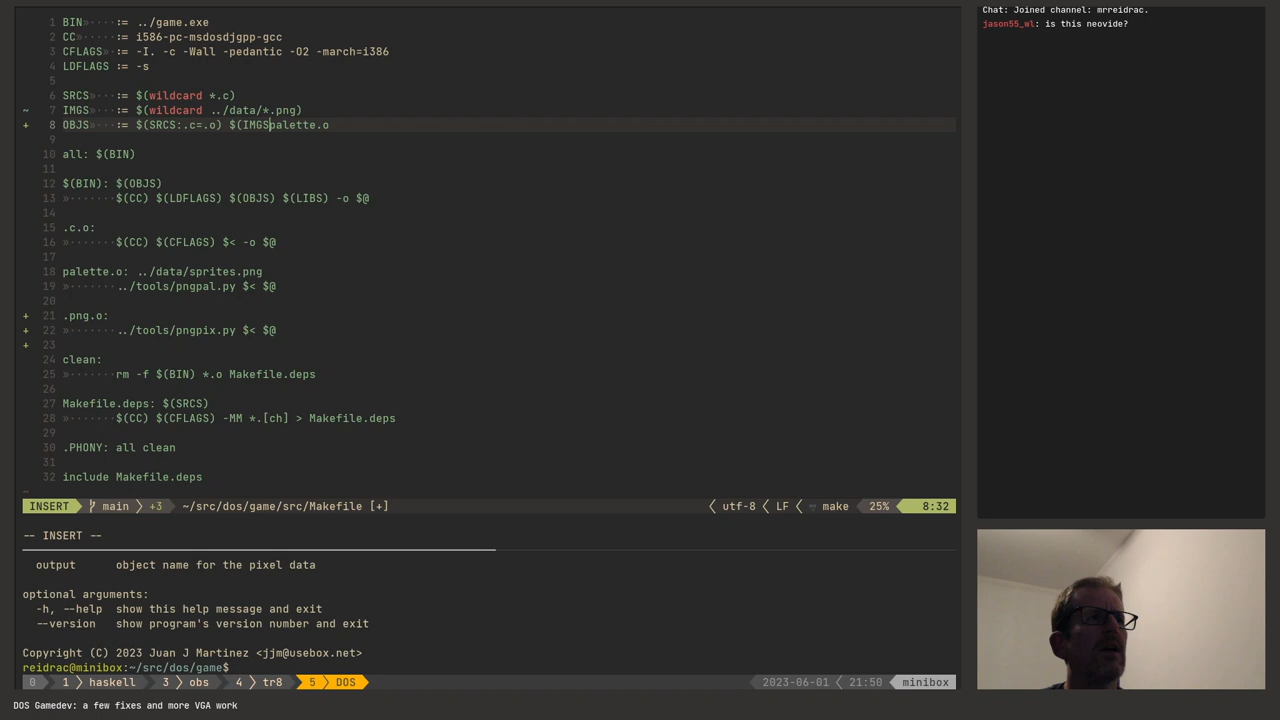 1 BIN»···· := ../game.exe
2 CC»····· := i586-pc-msdosdjgpp-gcc
3 CFLAGS»· := -I. -c -Wall -pedantic -O2 -march=i386
4 LDFLAGS := -s
5
6 SRCS»··· := $(wildcard *.c)
~ 7 IMGS»··· := $(wildcard ../data/*.png)
+ 8 OBJS»··· := $(SRCS:.c=.o) $(IMGSpalette.o
9
10 all: $(BIN)
11
12 $(BIN): $(OBJS)
13 »·······$(CC) $(LDFLAGS) $(OBJS) $(LIBS) -o $@
14
15 .c.o:
16 »·······$(CC) $(CFLAGS) $< -o $@
17
18 palette.o: ../data/sprites.png
19 »·······../tools/pngpal.py $< $@
20
+ 21 .png.o:
+ 22 »·······../tools/pngpix.py $< $@
+ 23
24 clean:
25 »·······rm -f $(BIN) *.o Makefile.deps
26
27 Makefile.deps: $(SRCS)
28 »·······$(CC) $(CFLAGS) -MM *.[ch] > Makefile.deps
29
30 .PHONY: all clean
31
32 include Makefile.deps
~
INSERT main +3 ~/src/dos/game/src/Makefile [+] utf-8 LF make 25% 8:32
-- INSERT --
output object name for the pixel data
optional arguments:
-h, --help show this help message and exit
--version show program's version number and exit
Copyright (C) 2023 Juan J Martinez <jjm@usebox.net>
reidrac@minibox:~/src/dos/game$
0 1 haskell 3 obs 4 tr8 5 DOS 2023-06-01 21:50 minibox
DOS Gamedev: a few fixes and more VGA work
Chat: Joined channel: mrreidrac.
jason55_wl: is this neovide?